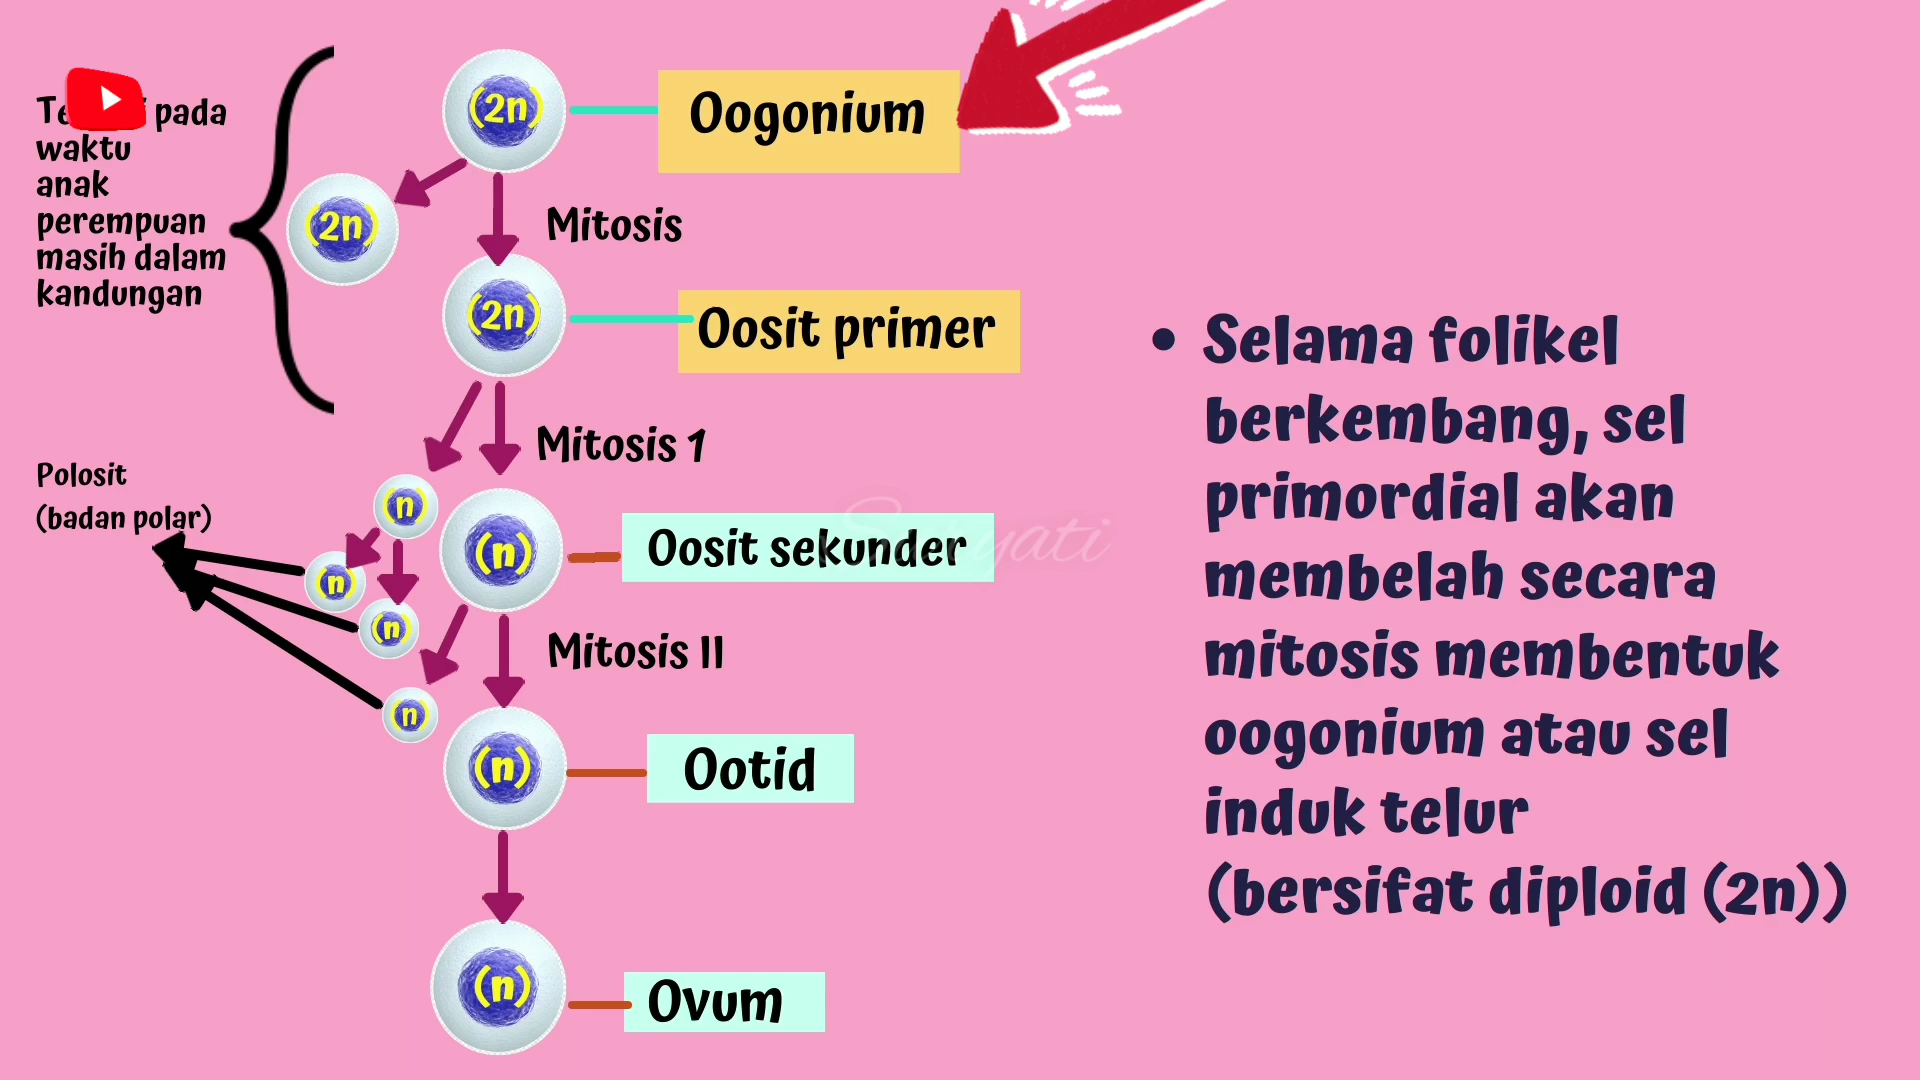 pada
waktu
anak
perempuan
masih dalam
kandungan
(2n)
Oogonium
(2n)
Mitosis
(2n)
Oosit primer
Mitosis 1
Polosit
(badan polar)
(n)
(n)
Oosit sekunder
(n)
(n)
Mitosis II
(n)
(n)
Ootid
(n)
Ovum
• Selama folikel
berkembang, sel
primordial akan
membelah secara
mitosis membentuk
oogonium atau sel
induk telur
(bersifat diploid (2n))